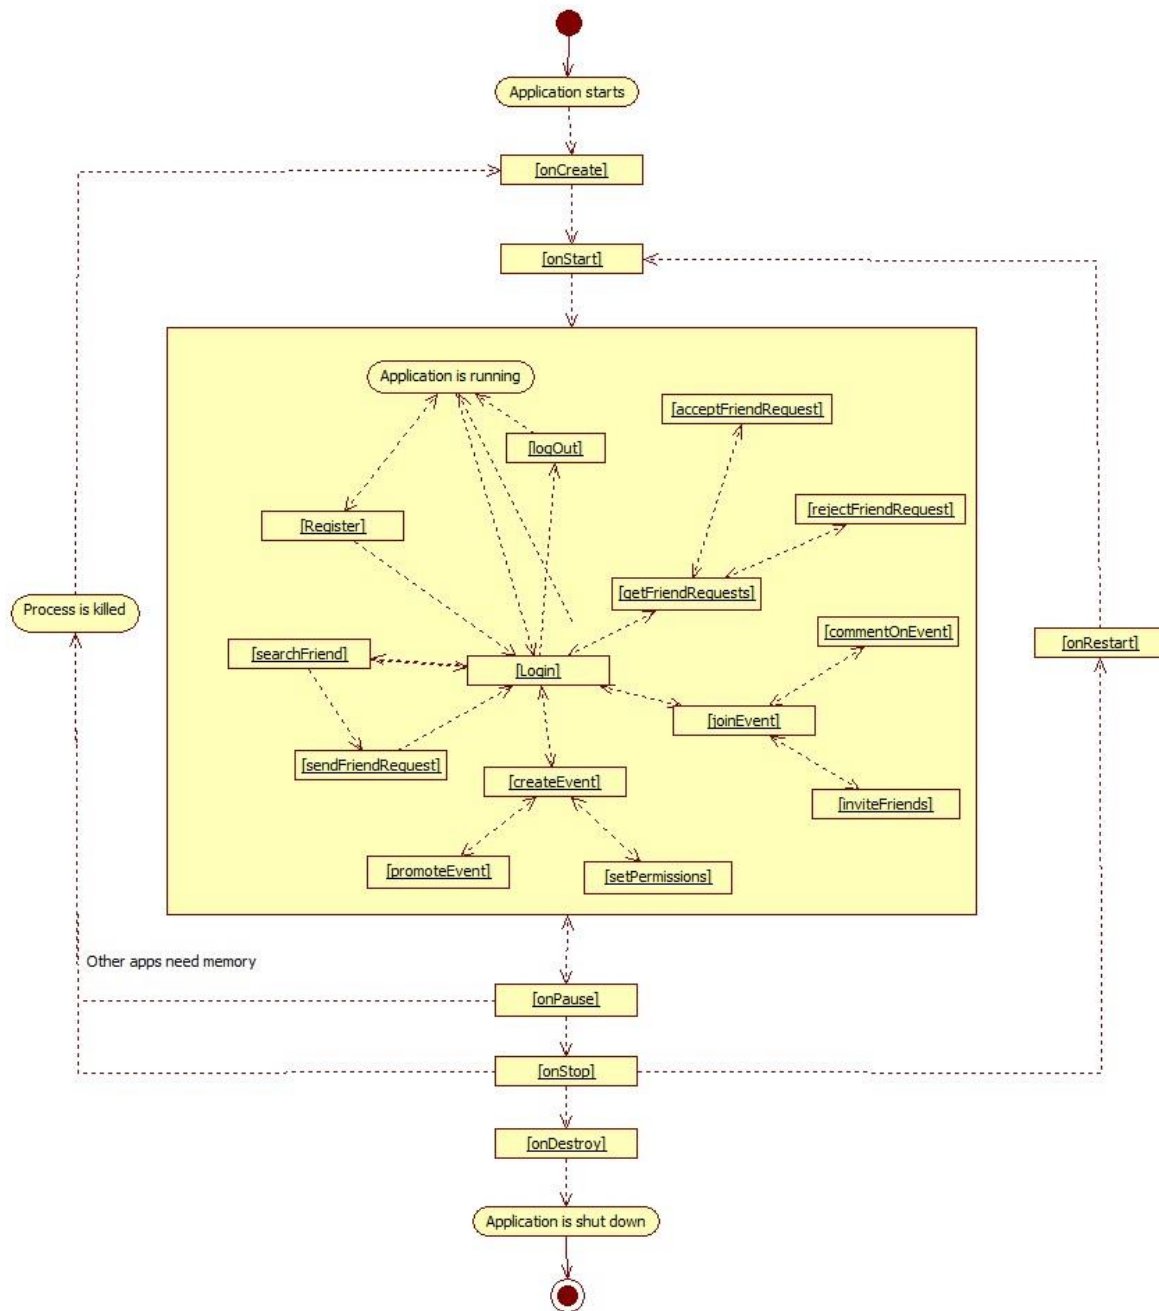 Application starts
[onCreate]
[onStart]
Application is running
[acceptFriendRequest]
[logOut]
[rejectFriendRequest]
[Register]
[getFriendRequests]
Process is killed
[commentOnEvent]
[onRestart]
[searchFriend]
[Login]
[joinEvent]
[sendFriendRequest]
[createEvent]
[inviteFriends]
[promoteEvent]
[setPermissions]
Other apps need memory
[onPause]
[onStop]
[onDestroy]
Application is shut down